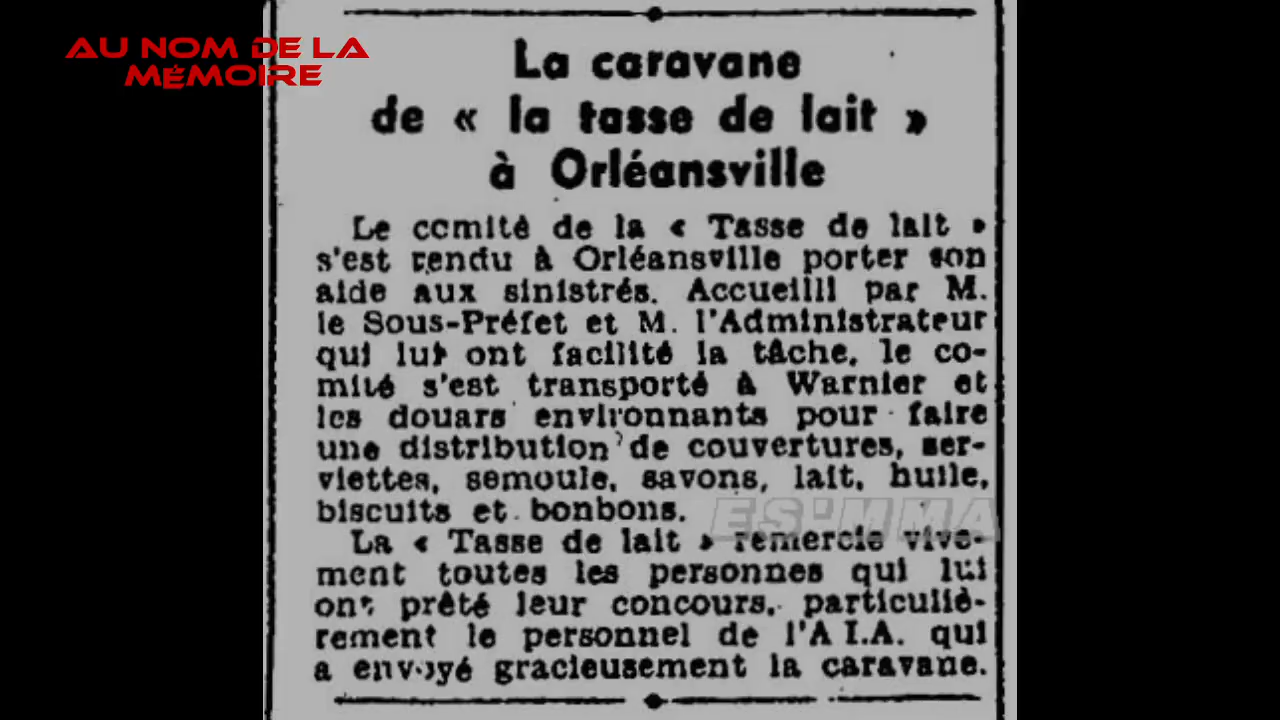 AU NOM DE LA
MÉMOIRE
La caravane
de « la tasse de lait »
à Orléansville
Le comité de la « Tasse de lait »
s'est rendu à Orléansville porter son
aide aux sinistrés. Accueilli par M.
le Sous-Préfet et M. l'Administrateur
qui lui ont facilité la tâche, le co-
mité s'est transporté à Warnier et
les douars environnants pour faire
une distribution de couvertures, ser-
viettes, semoule, savons, lait, huile,
biscuits et bonbons.
ES'MMA
La « Tasse de lait » remercie vive-
ment toutes les personnes qui lui
ont prêté leur concours, particuliè-
rement le personnel de l'A I.A. qui
a envoyé gracieusement la caravane.